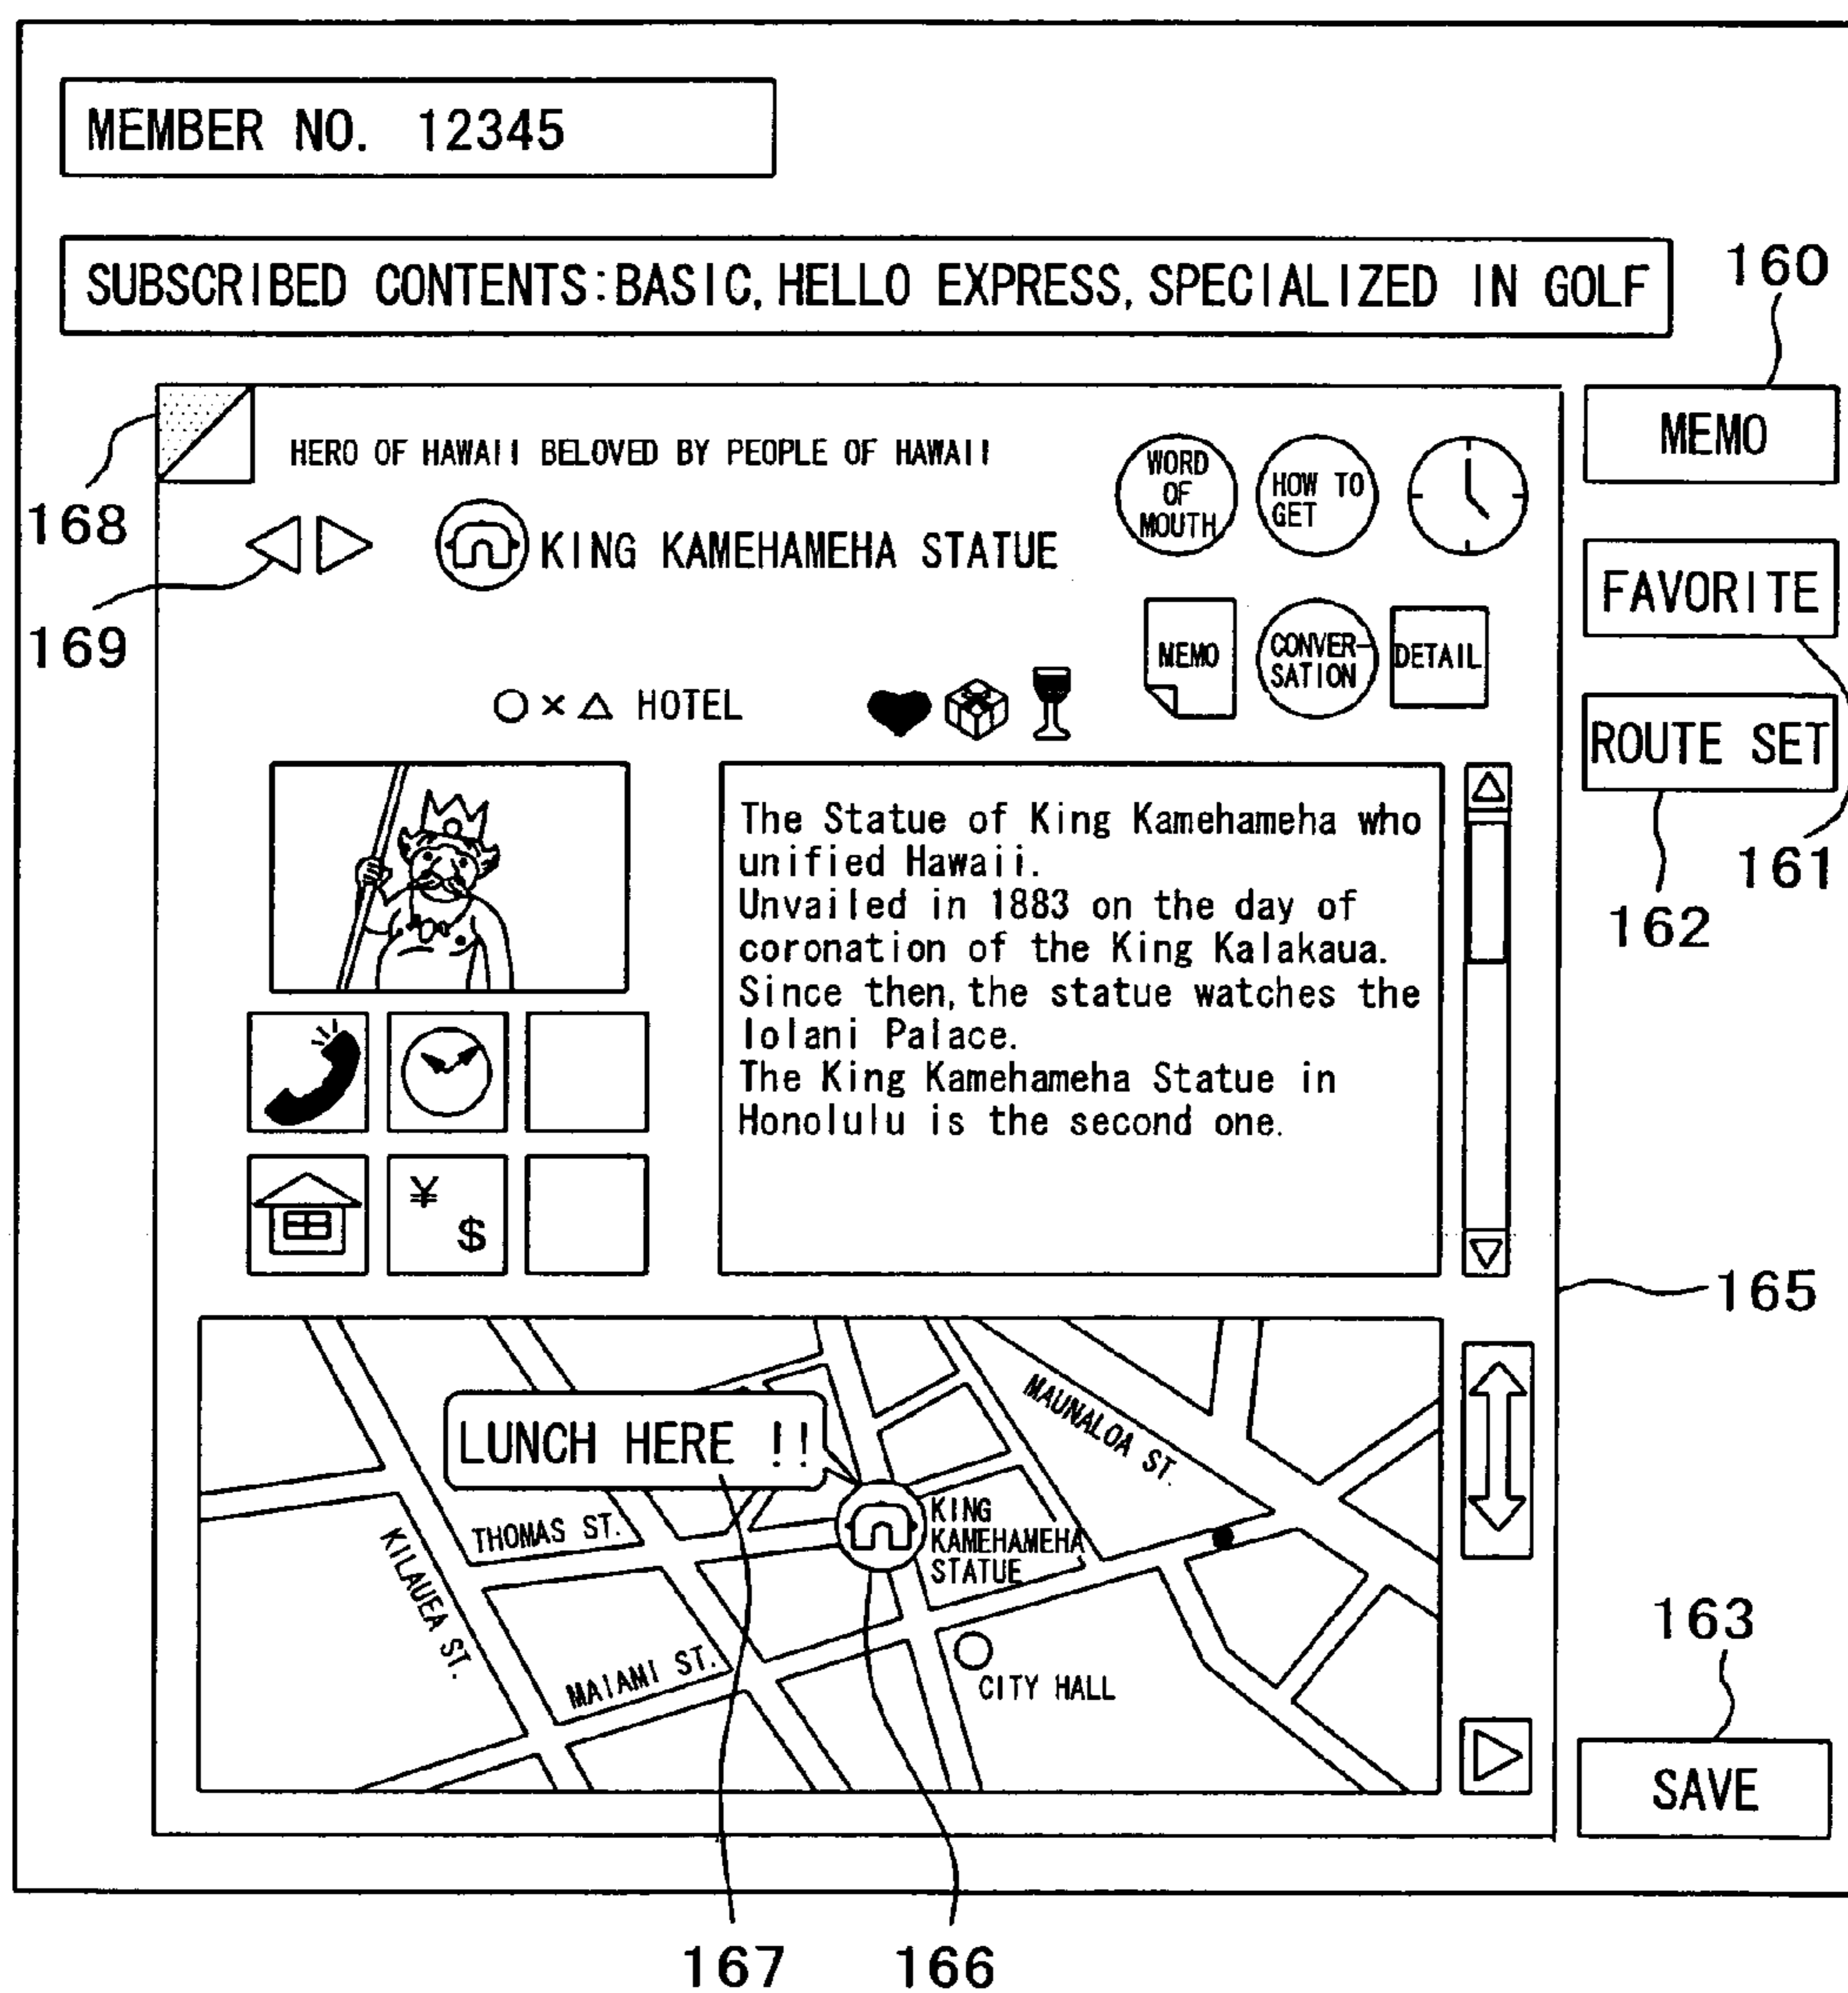 MEMBER NO. 12345
SUBSCRIBED CONTENTS:BASIC, HELLO EXPRESS, SPECIALIZED IN GOLF
160
MEMO
168
HERO OF HAWAII BELOVED BY PEOPLE OF HAWAII
WORD
OF
MOUTH
HOW TO
GET
FAVORITE
169
KING KAMEHAMEHA STATUE
MEMO
CONVER-
SATION
DETAIL
ROUTE SET
○×△ HOTEL
161
162
The Statue of King Kamehameha who
unified Hawaii.
Unvailed in 1883 on the day of
coronation of the King Kalakaua.
Since then, the statue watches the
Iolani Palace.
The King Kamehameha Statue in
Honolulu is the second one.
¥
$
165
MAUNALOA ST.
LUNCH HERE !!
KING
KAMEHAMEHA
STATUE
THOMAS ST.
KILAUEA ST.
MAIAMI ST.
CITY HALL
163
SAVE
167
166